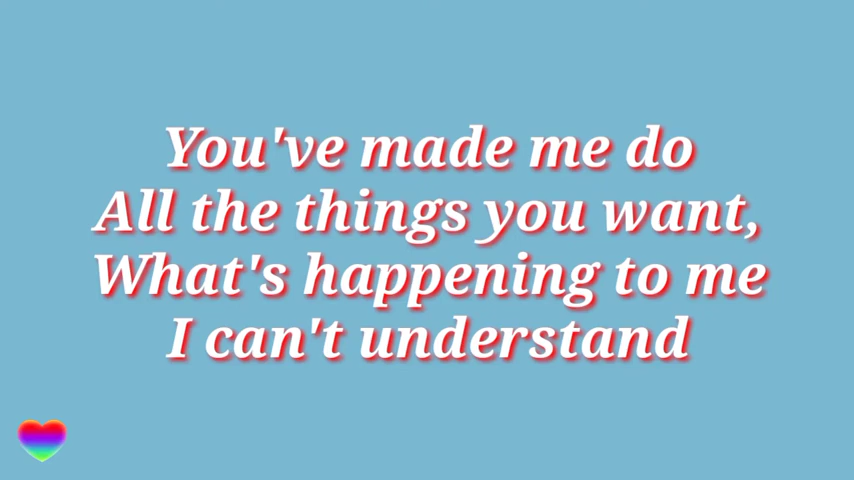 You've made me do
All the things you want,
What's happening to me
I can't understand